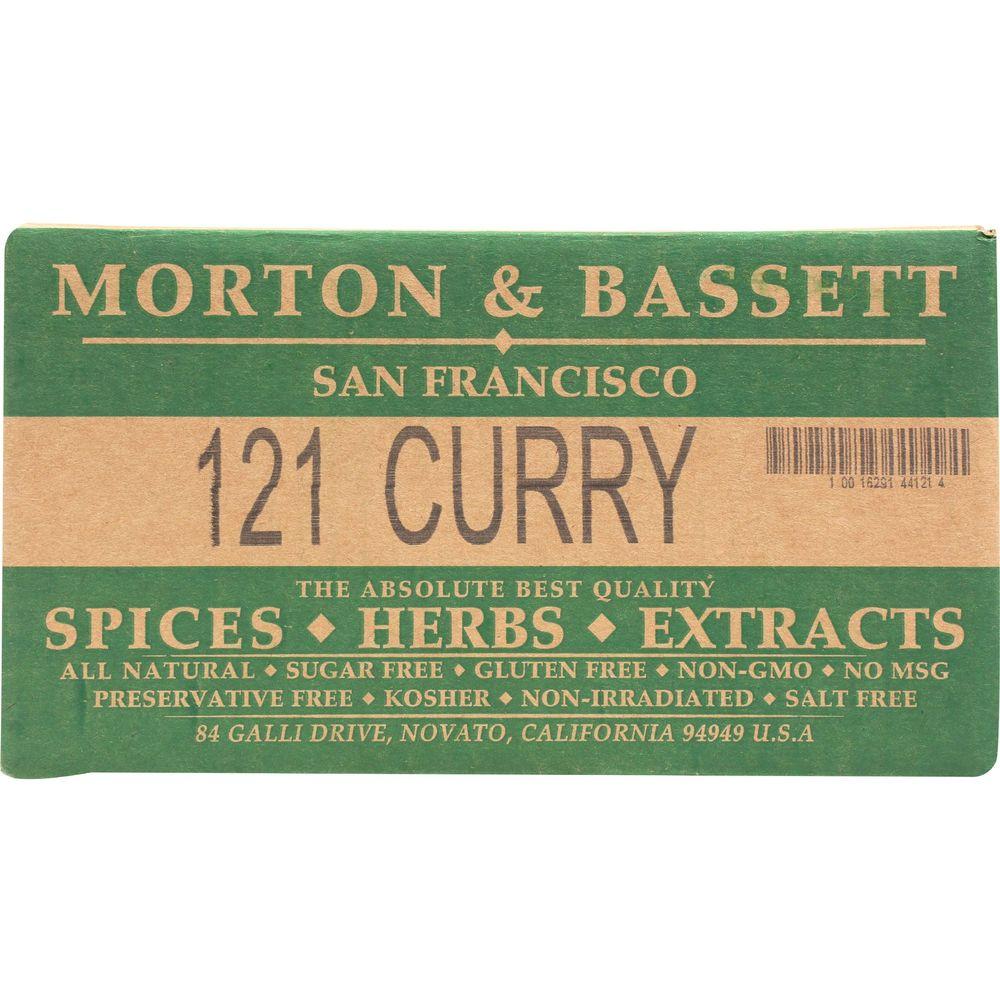 MORTON & BASSETT
SAN FRANCISCO
121 CURRY
1 00 16291 44121 4
THE ABSOLUTE BEST QUALITY
SPICES ◆ HERBS ◆ EXTRACTS
ALL NATURAL ◆ SUGAR FREE ◆ GLUTEN FREE ◆ NON-GMO ◆ NO MSG
PRESERVATIVE FREE ◆ KOSHER ◆ NON-IRRADIATED ◆ SALT FREE
84 GALLI DRIVE, NOVATO, CALIFORNIA 94949 U.S.A